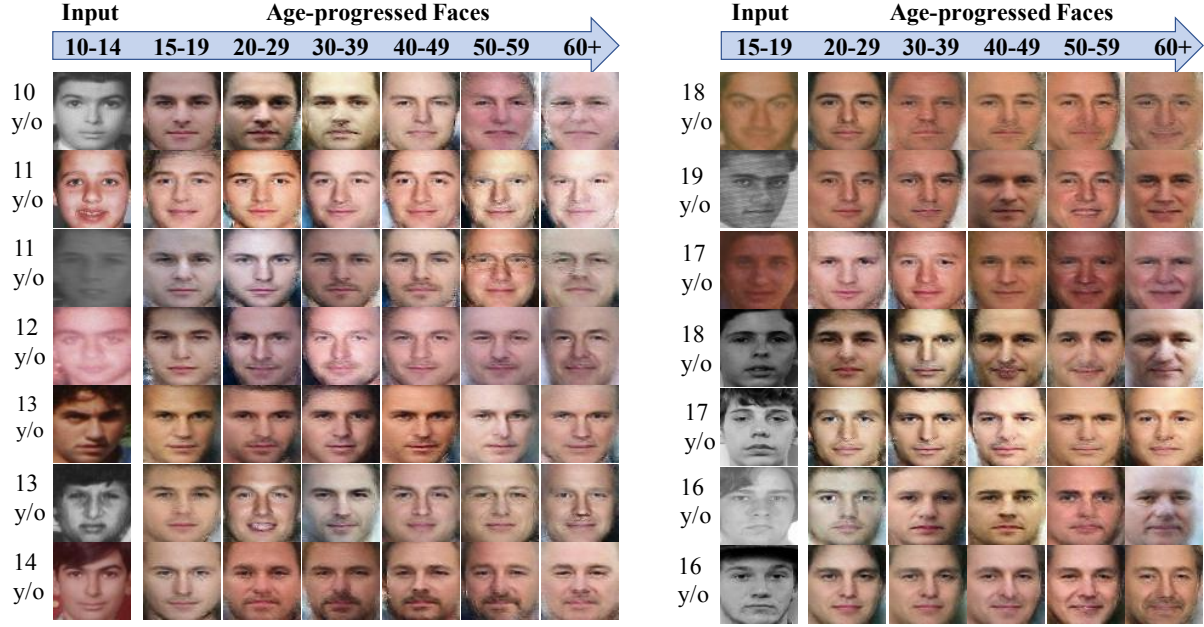 Input Age-progressed Faces
10-14 15-19 20-29 30-39 40-49 50-59 60+
10
y/o
11
y/o
11
y/o
12
y/o
13
y/o
13
y/o
14
y/o
Input Age-progressed Faces
15-19 20-29 30-39 40-49 50-59 60+
18
y/o
19
y/o
17
y/o
18
y/o
17
y/o
16
y/o
16
y/o